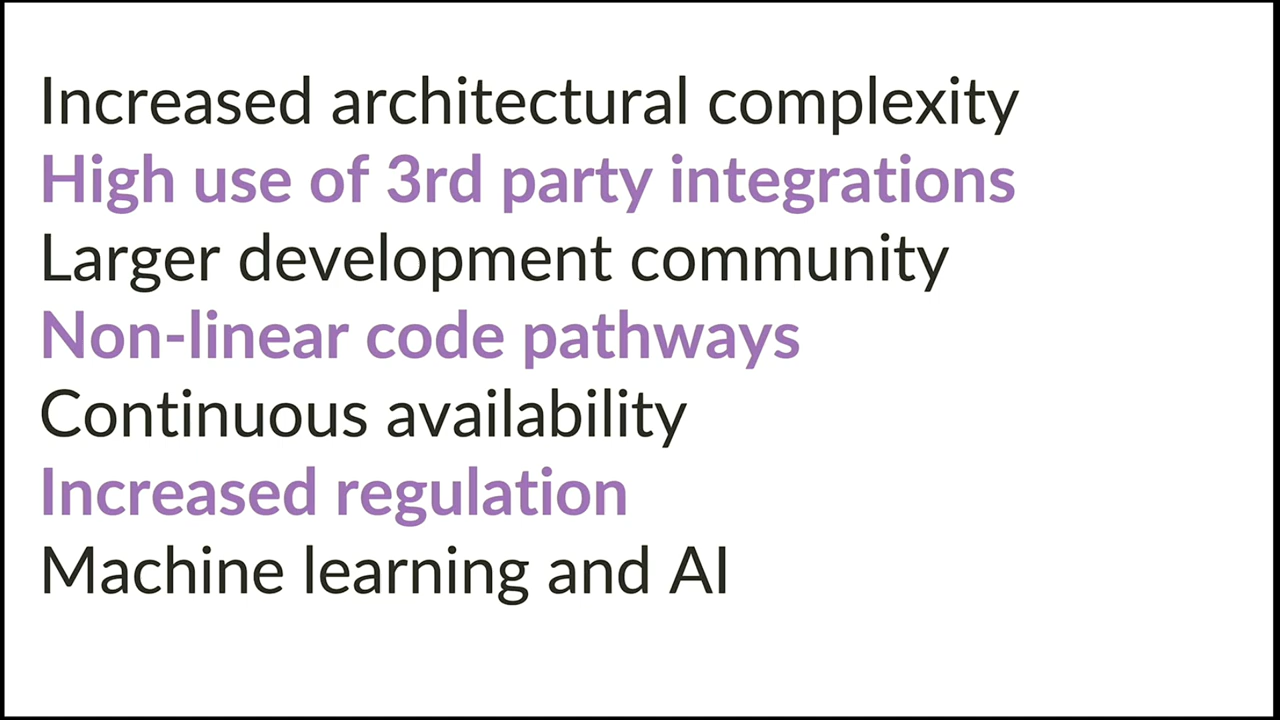 Increased architectural complexity
High use of 3rd party integrations
Larger development community
Non-linear code pathways
Continuous availability
Increased regulation
Machine learning and AI